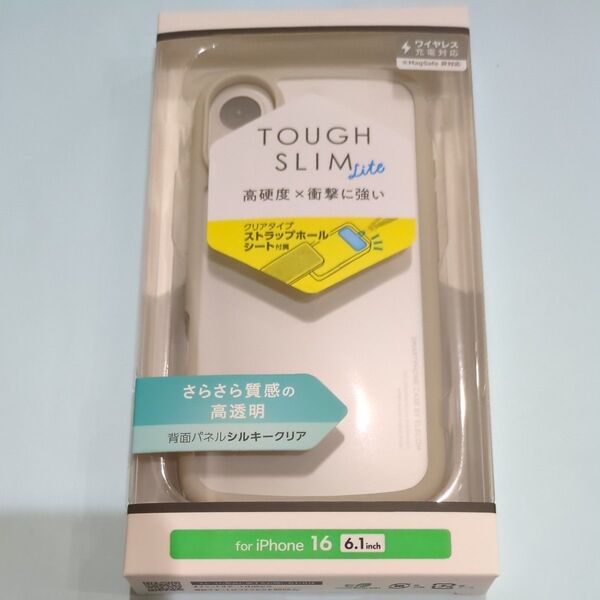 ワイヤレス
充電対応
※MagSafe 非対応
TOUGH
SLIM Lite
高硬度×衝撃に強い
クリアタイプ
ストラップホール
シート付属
さらさら質感の
高透明
背面パネルシルキークリア
for iPhone 16 6.1inch